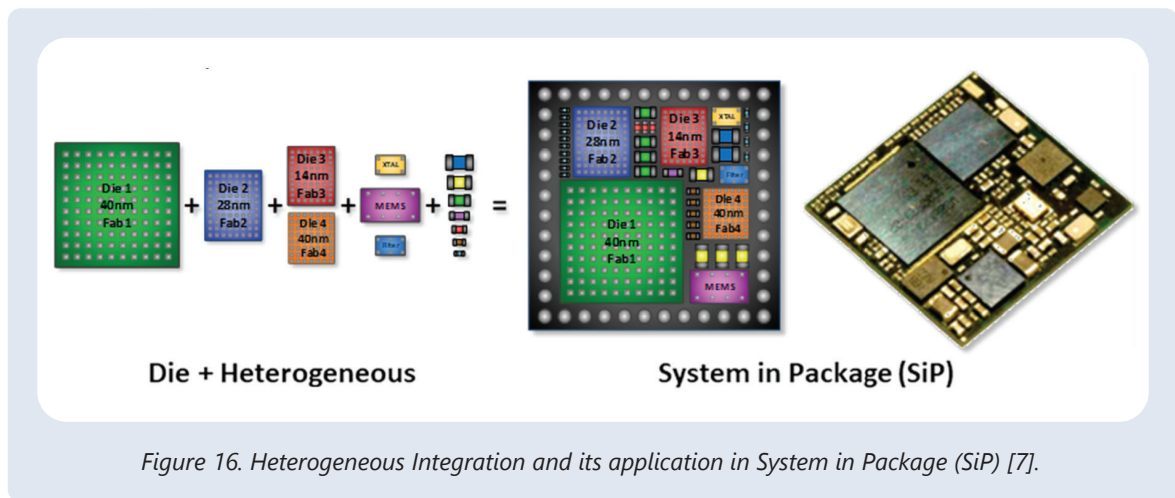 Die 1
40nm
Fab1
+
Die 2
28nm
Fab2
+
Die 3
14nm
Fab3
Die 4
40nm
Fab4
+
XTAL
MEMS
Filter
+
=
Die 2
28nm
Fab2
Die 3
14nm
Fab3
XTAL
Filter
Die 1
40nm
Fab1
Die 4
40nm
Fab4
MEMS
Die + Heterogeneous
System in Package (SiP)
Figure 16. Heterogeneous Integration and its application in System in Package (SiP) [7].